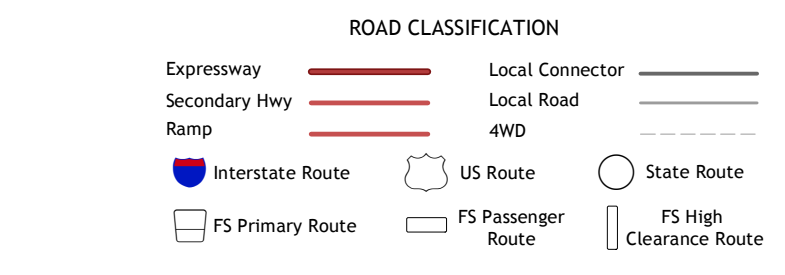 ROAD CLASSIFICATION
Expressway
Local Connector
Secondary Hwy
Local Road
Ramp
4WD
Interstate Route
US Route
State Route
FS Primary Route
FS Passenger
Route
FS High
Clearance Route